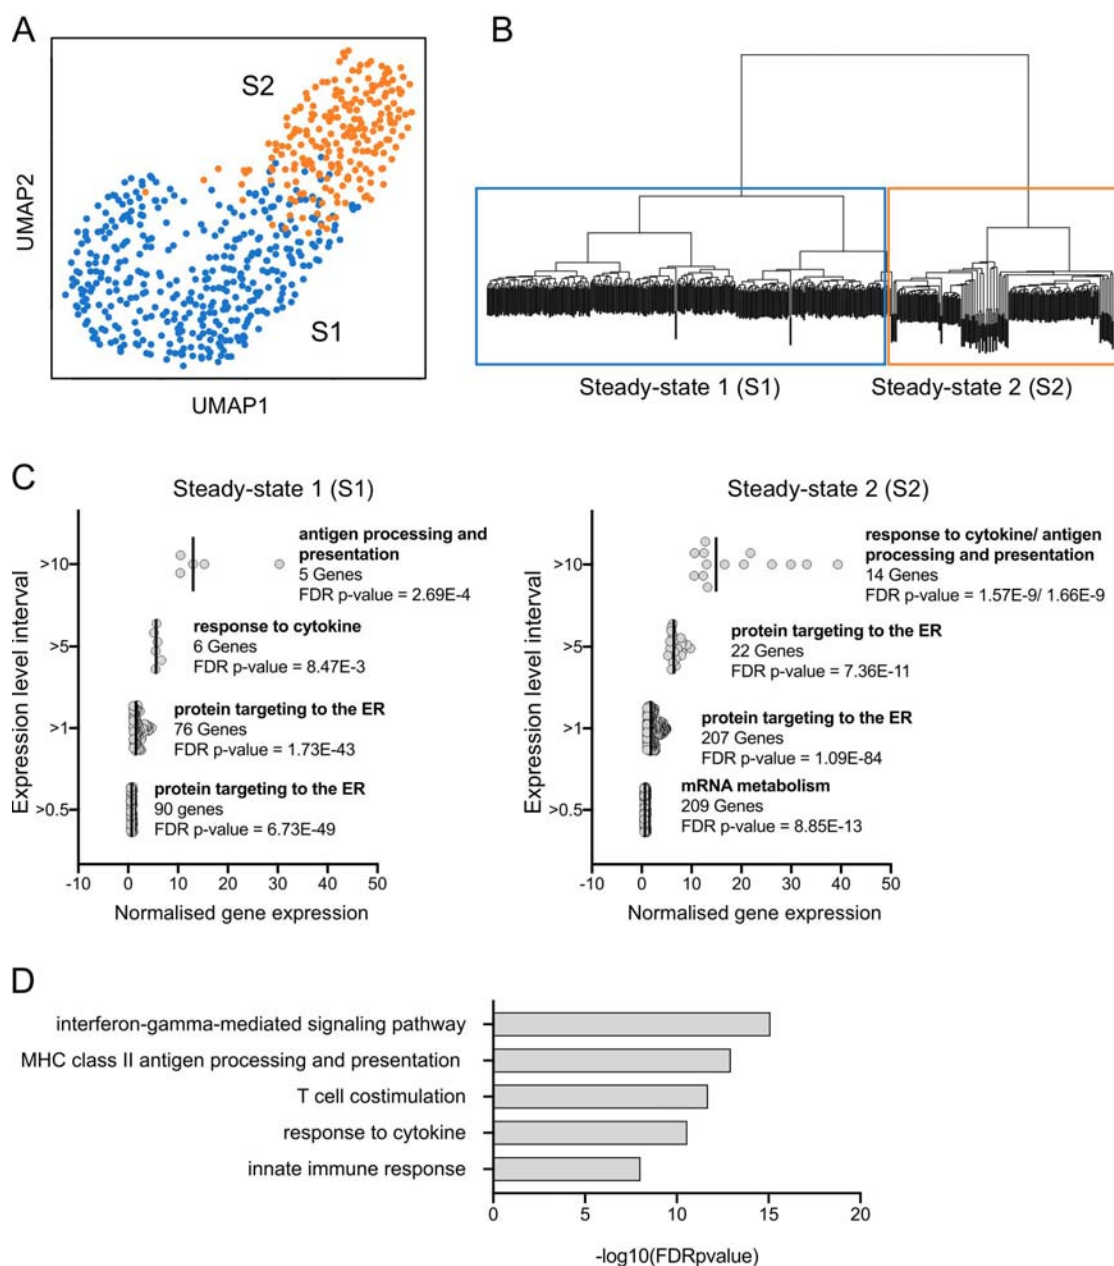 A
S2
S1
UMAP2
UMAP1
B
Steady-state 1 (S1)
Steady-state 2 (S2)
C
Steady-state 1 (S1)
Expression level interval
>10
>5
>1
>0.5
antigen processing and
presentation
5 Genes
FDR p-value = 2.69E-4
response to cytokine
6 Genes
FDR p-value = 8.47E-3
protein targeting to the ER
76 Genes
FDR p-value = 1.73E-43
protein targeting to the ER
90 genes
FDR p-value = 6.73E-49
-10 0 10 20 30 40 50
Normalised gene expression
Steady-state 2 (S2)
Expression level interval
>10
>5
>1
>0.5
response to cytokine/ antigen
processing and presentation
14 Genes
FDR p-value = 1.57E-9/ 1.66E-9
protein targeting to the ER
22 Genes
FDR p-value = 7.36E-11
protein targeting to the ER
207 Genes
FDR p-value = 1.09E-84
mRNA metabolism
209 Genes
FDR p-value = 8.85E-13
-10 0 10 20 30 40 50
Normalised gene expression
D
interferon-gamma-mediated signaling pathway
MHC class II antigen processing and presentation
T cell costimulation
response to cytokine
innate immune response
0 5 10 15 20
-log10(FDRpvalue)